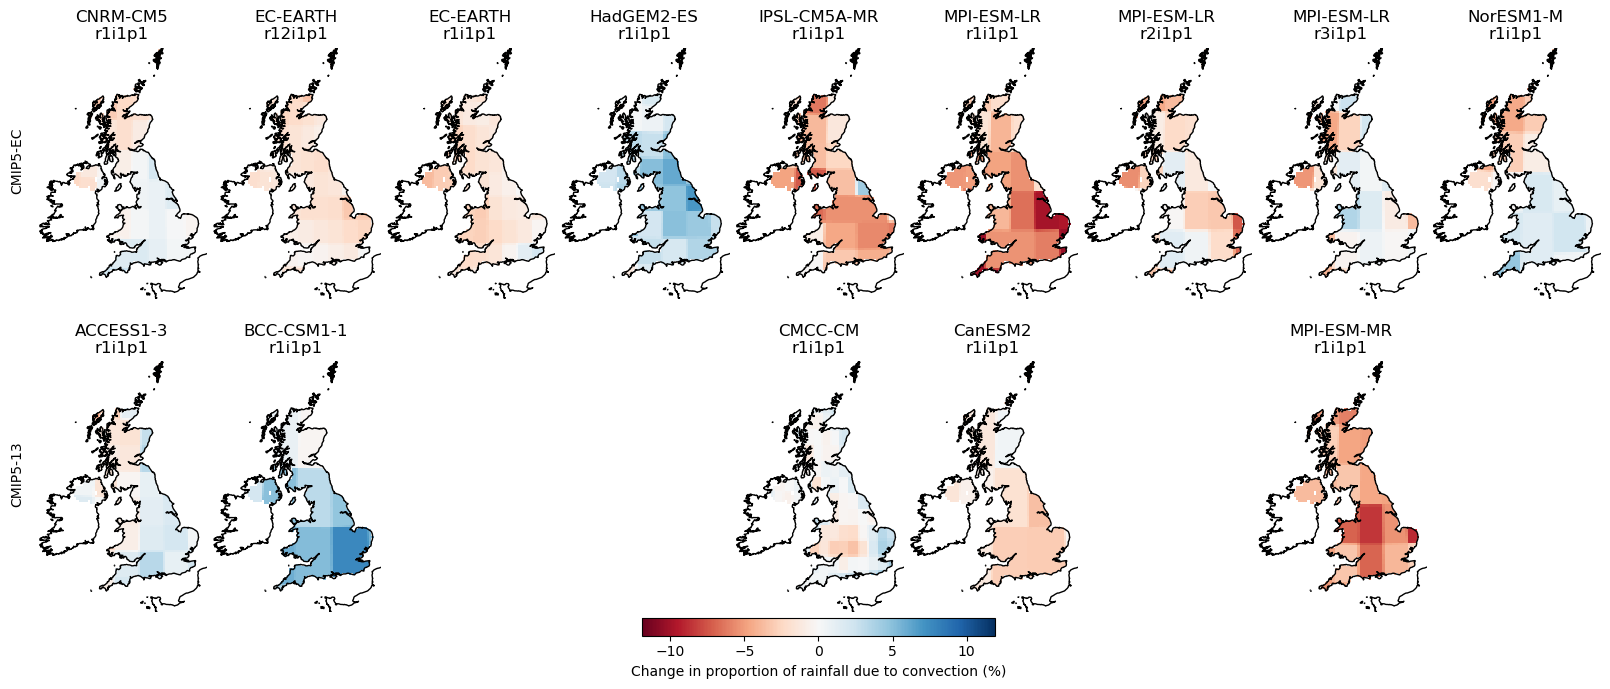 CNRM-CM5
r1i1p1
EC-EARTH
r12i1p1
EC-EARTH
r1i1p1
HadGEM2-ES
r1i1p1
IPSL-CM5A-MR
r1i1p1
MPI-ESM-LR
r1i1p1
MPI-ESM-LR
r2i1p1
MPI-ESM-LR
r3i1p1
NorESM1-M
r1i1p1
CMIP5-EC
ACCESS1-3
r1i1p1
BCC-CSM1-1
r1i1p1
CMCC-CM
r1i1p1
CanESM2
r1i1p1
MPI-ESM-MR
r1i1p1
CMIP5-13
−10 −5 0 5 10
Change in proportion of rainfall due to convection (%)